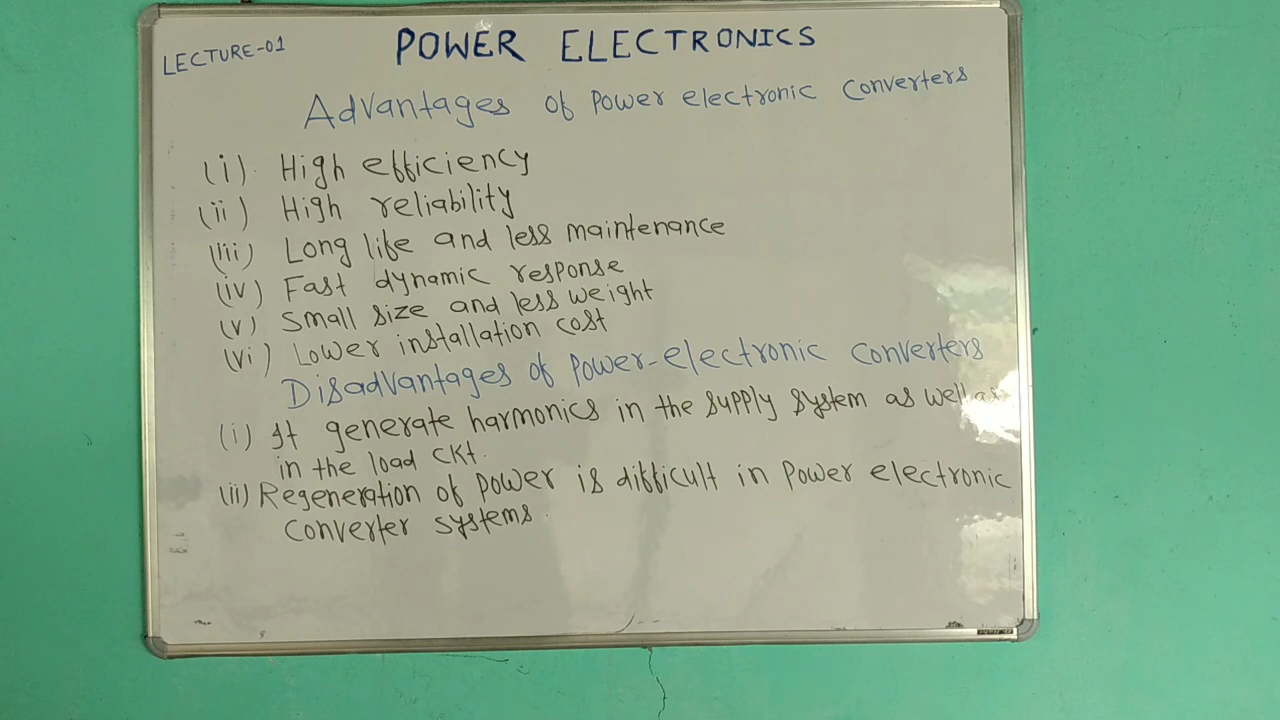 LECTURE-01
POWER ELECTRONICS
Advantages of power electronic converters
(i) High efficiency
(ii) High reliability
(iii) Long life and less maintenance
(iv) Fast dynamic response
(v) Small size and less weight
(vi) Lower installation cost
Disadvantages of power-electronic converters
(i) It generate harmonics in the supply system as well as
in the load ckt.
(ii) Regeneration of power is difficult in power electronic
converter systems.